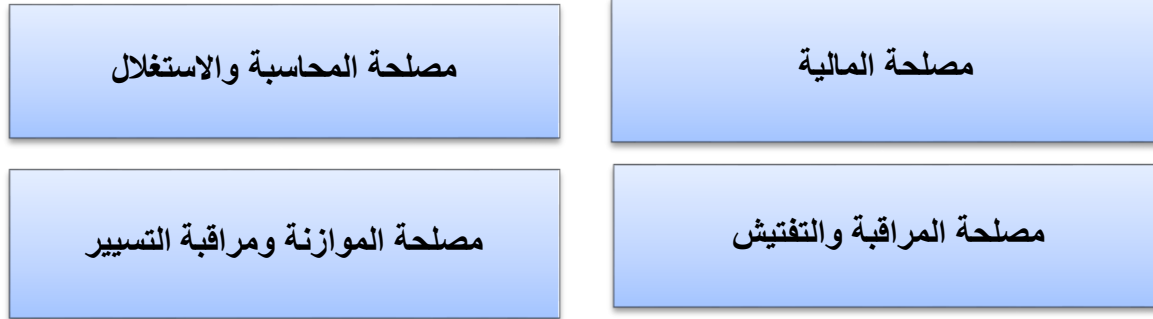 مصلحة المالية
مصلحة المحاسبة والاستغلال
مصلحة المراقبة والتفتيش
مصلحة الموازنة ومراقبة التسيير